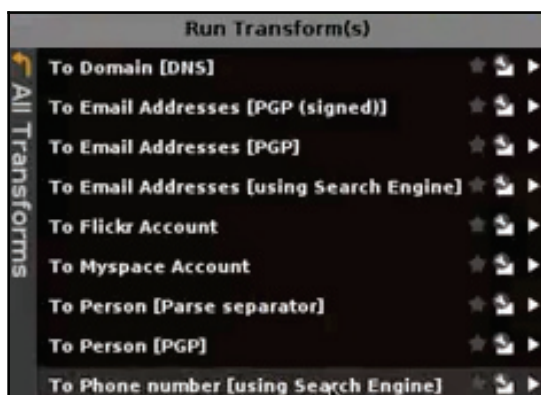 Run Transform(s)
All Transforms
To Domain [DNS]
To Email Addresses [PGP (signed)]
To Email Addresses [PGP]
To Email Addresses [using Search Engine]
To Flickr Account
To Myspace Account
To Person [Parse separator]
To Person [PGP]
To Phone number [using Search Engine]